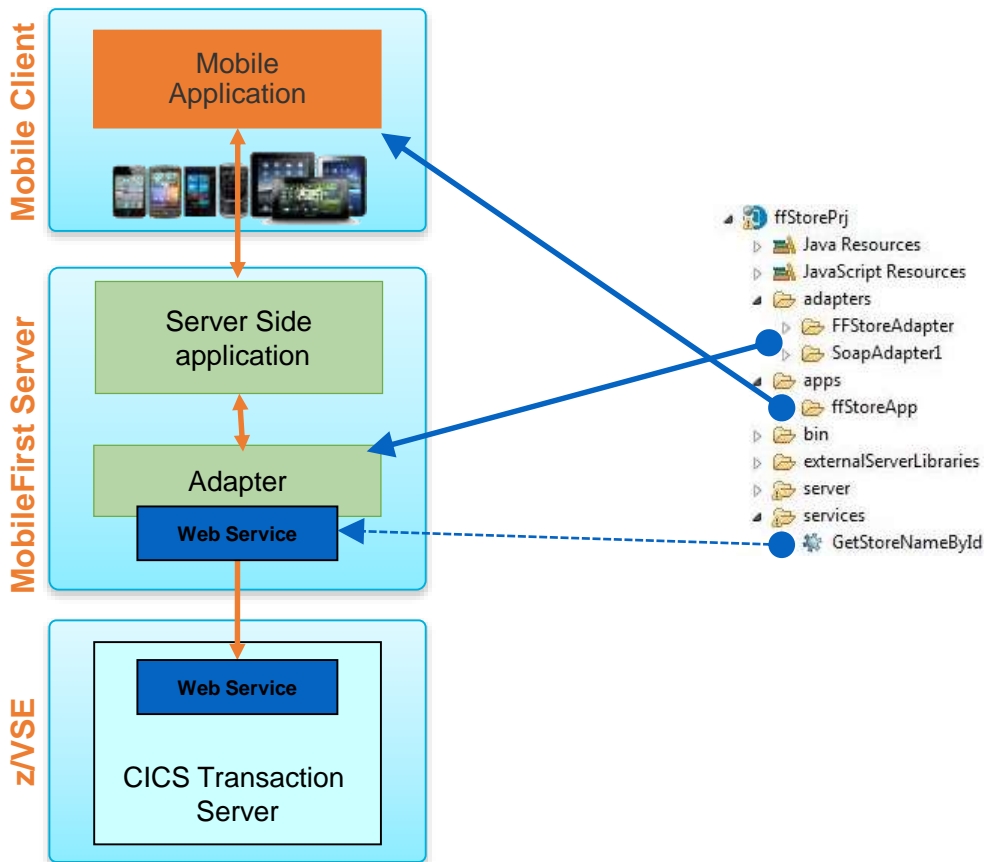 Mobile Client
Mobile
Application
MobileFirst Server
Server Side
application
Adapter
Web Service
z/VSE
Web Service
CICS Transaction
Server
ffStorePrj
Java Resources
JavaScript Resources
adapters
FFStoreAdapter
SoapAdapter1
apps
ffStoreApp
bin
externalServerLibraries
server
services
GetStoreNameById